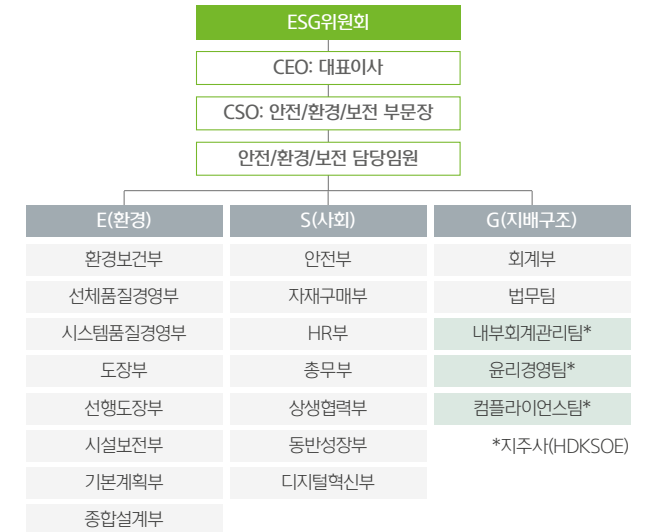 ESG위원회
CEO: 대표이사
CSO: 안전/환경/보전 부문장
안전/환경/보전 담당임원
E(환경)
환경보건부
선체품질경영부
시스템품질경영부
도장부
선행도장부
시설보전부
기본계획부
종합설계부
S(사회)
안전부
자재구매부
HR부
총무부
상생협력부
동반성장부
디지털혁신부
G(지배구조)
회계부
법무팀
내부회계관리팀*
윤리경영팀*
컴플라이언스팀*
*지주사(HDKSOE)